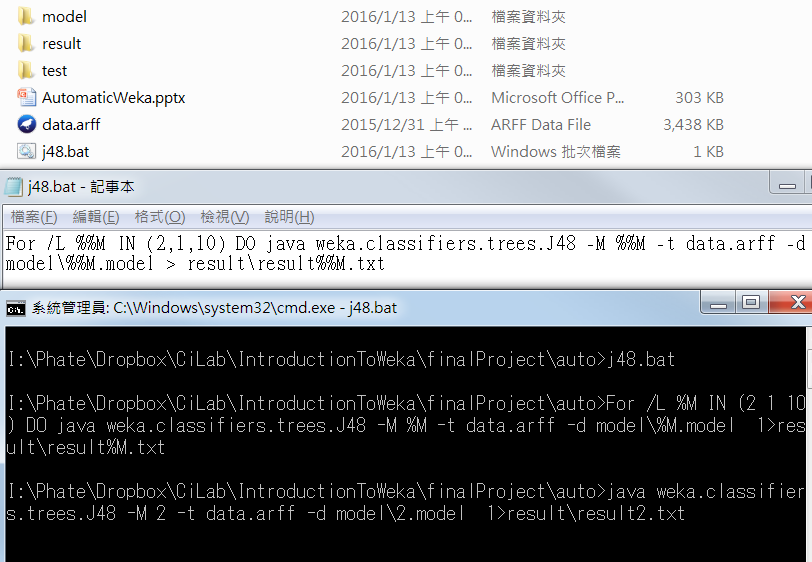 model 2016/1/13 上午 0... 檔案資料夾
result 2016/1/13 上午 0... 檔案資料夾
test 2016/1/13 上午 0... 檔案資料夾
AutomaticWeka.pptx 2016/1/13 上午 0... Microsoft Office P... 303 KB
data.arff 2015/12/31 上午 ... ARFF Data File 3,438 KB
j48.bat 2016/1/13 上午 0... Windows 批次檔案 1 KB
j48.bat - 記事本
檔案(F) 編輯(E) 格式(O) 檢視(V) 說明(H)
For /L %%M IN (2,1,10) DO java weka.classifiers.trees.J48 -M %%M -t data.arff -d
model\%%M.model > result\result%%M.txt
系統管理員: C:\Windows\system32\cmd.exe - j48.bat
I:\Phate\Dropbox\CiLab\IntroductionToWeka\finalProject\auto>j48.bat
I:\Phate\Dropbox\CiLab\IntroductionToWeka\finalProject\auto>For /L %M IN (2 1 10
) DO java weka.classifiers.trees.J48 -M %M -t data.arff -d model\%M.model  1>res
ult\result%M.txt
I:\Phate\Dropbox\CiLab\IntroductionToWeka\finalProject\auto>java weka.classifier
s.trees.J48 -M 2 -t data.arff -d model\2.model  1>result\result2.txt